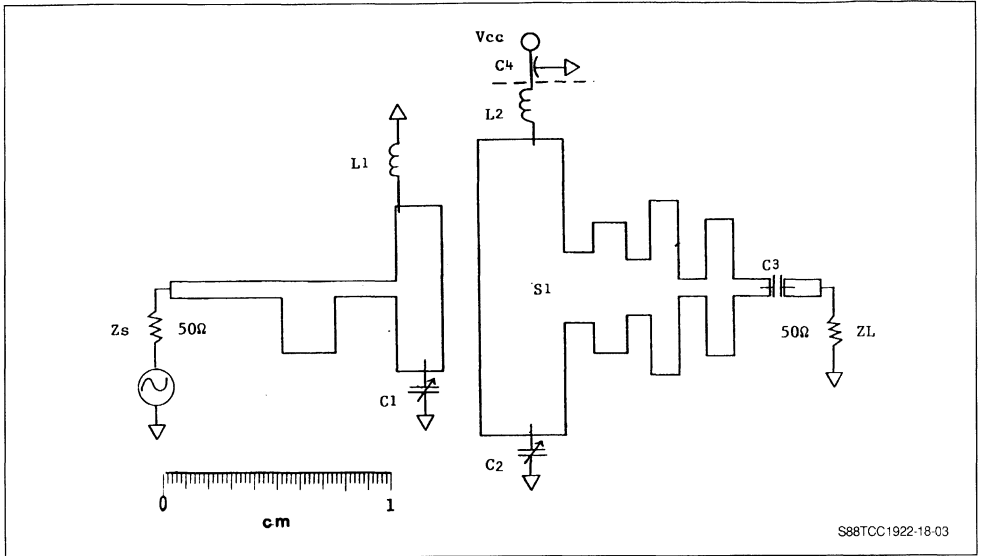 Vcc
C4
L2
L1
C3
S1
Zs 50Ω
50Ω ZL
C1
C2
0 1
cm
S88TCC1922-18-03